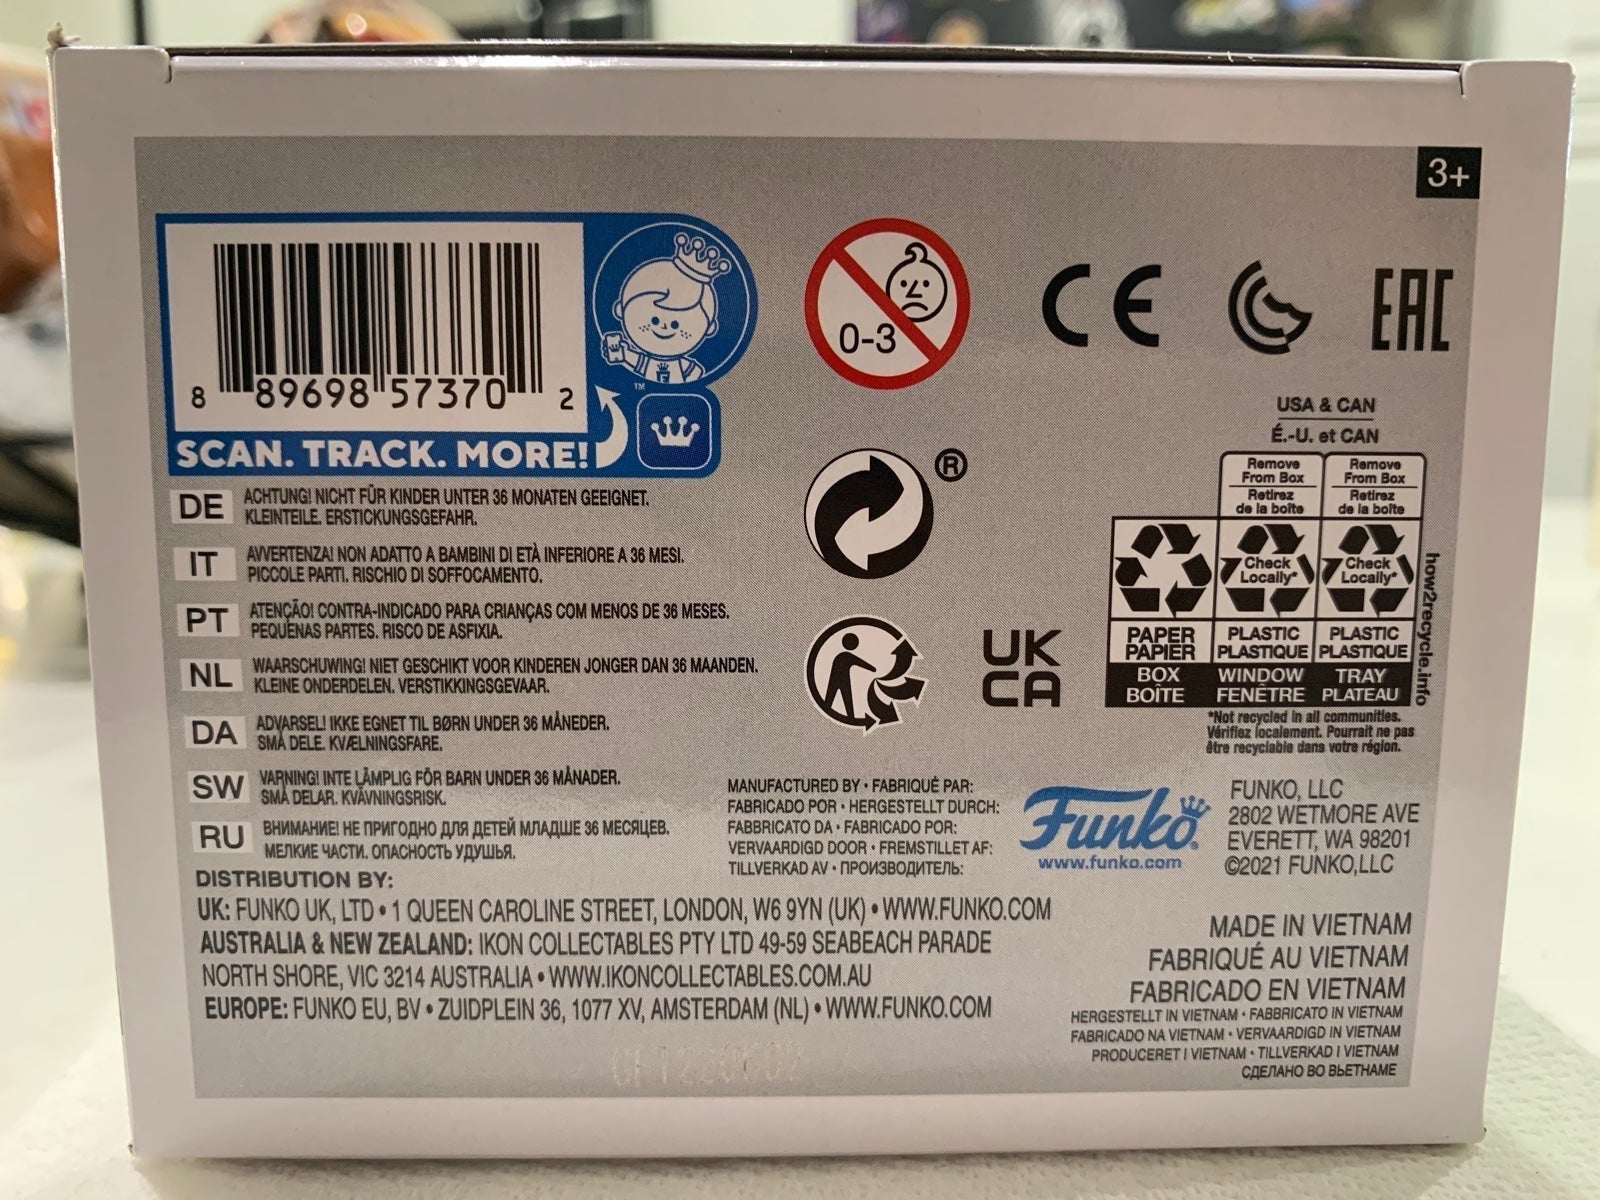 3+
8 89698 57370 2
TM
SCAN. TRACK. MORE!
0-3
CE
EAC
®
UK
CA
USA & CAN
É.-U. et CAN
Remove
From Box
Retirez
de la boîte
Remove
From Box
Retirez
de la boîte
Check
Locally*
Check
Locally*
PAPER
PAPIER
PLASTIC
PLASTIQUE
PLASTIC
PLASTIQUE
BOX
BOÎTE
WINDOW
FENÊTRE
TRAY
PLATEAU
how2recycle.info
*Not recycled in all communities.
Vérifiez localement. Pourrait ne pas
être recyclable dans votre région.
DE ACHTUNG! NICHT FÜR KINDER UNTER 36 MONATEN GEEIGNET.
KLEINTEILE. ERSTICKUNGSGEFAHR.
IT AVVERTENZA! NON ADATTO A BAMBINI DI ETÀ INFERIORE A 36 MESI.
PICCOLE PARTI. RISCHIO DI SOFFOCAMENTO.
PT ATENÇÃO! CONTRA-INDICADO PARA CRIANÇAS COM MENOS DE 36 MESES.
PEQUENAS PARTES. RISCO DE ASFIXIA.
NL WAARSCHUWING! NIET GESCHIKT VOOR KINDEREN JONGER DAN 36 MAANDEN.
KLEINE ONDERDELEN. VERSTIKKINGSGEVAAR.
DA ADVARSEL! IKKE EGNET TIL BØRN UNDER 36 MÅNEDER.
SMÅ DELE. KVÆLNINGSFARE.
SW VARNING! INTE LÄMPLIG FÖR BARN UNDER 36 MÅNADER.
SMÅ DELAR. KVÄVNINGSRISK.
RU ВНИМАНИЕ! НЕ ПРИГОДНО ДЛЯ ДЕТЕЙ МЛАДШЕ 36 МЕСЯЦЕВ.
МЕЛКИЕ ЧАСТИ. ОПАСНОСТЬ УДУШЬЯ.
MANUFACTURED BY • FABRIQUÉ PAR:
FABRICADO POR • HERGESTELLT DURCH:
FABBRICATO DA • FABRICADO POR:
VERVAARDIGD DOOR • FREMSTILLET AF:
TILLVERKAD AV • ПРОИЗВОДИТЕЛЬ:
Funko®
www.funko.com
FUNKO, LLC
2802 WETMORE AVE
EVERETT, WA 98201
©2021 FUNKO,LLC
DISTRIBUTION BY:
UK: FUNKO UK, LTD • 1 QUEEN CAROLINE STREET, LONDON, W6 9YN (UK) • WWW.FUNKO.COM
AUSTRALIA & NEW ZEALAND: IKON COLLECTABLES PTY LTD 49-59 SEABEACH PARADE
NORTH SHORE, VIC 3214 AUSTRALIA • WWW.IKONCOLLECTABLES.COM.AU
EUROPE: FUNKO EU, BV • ZUIDPLEIN 36, 1077 XV, AMSTERDAM (NL) • WWW.FUNKO.COM
MADE IN VIETNAM
FABRIQUÉ AU VIETNAM
FABRICADO EN VIETNAM
HERGESTELLT IN VIETNAM • FABBRICATO IN VIETNAM
FABRICADO NA VIETNAM • VERVAARDIGD IN VIETNAM
PRODUCERET I VIETNAM • TILLVERKAD I VIETNAM
СДЕЛАНО ВО ВЬЕТНАМЕ